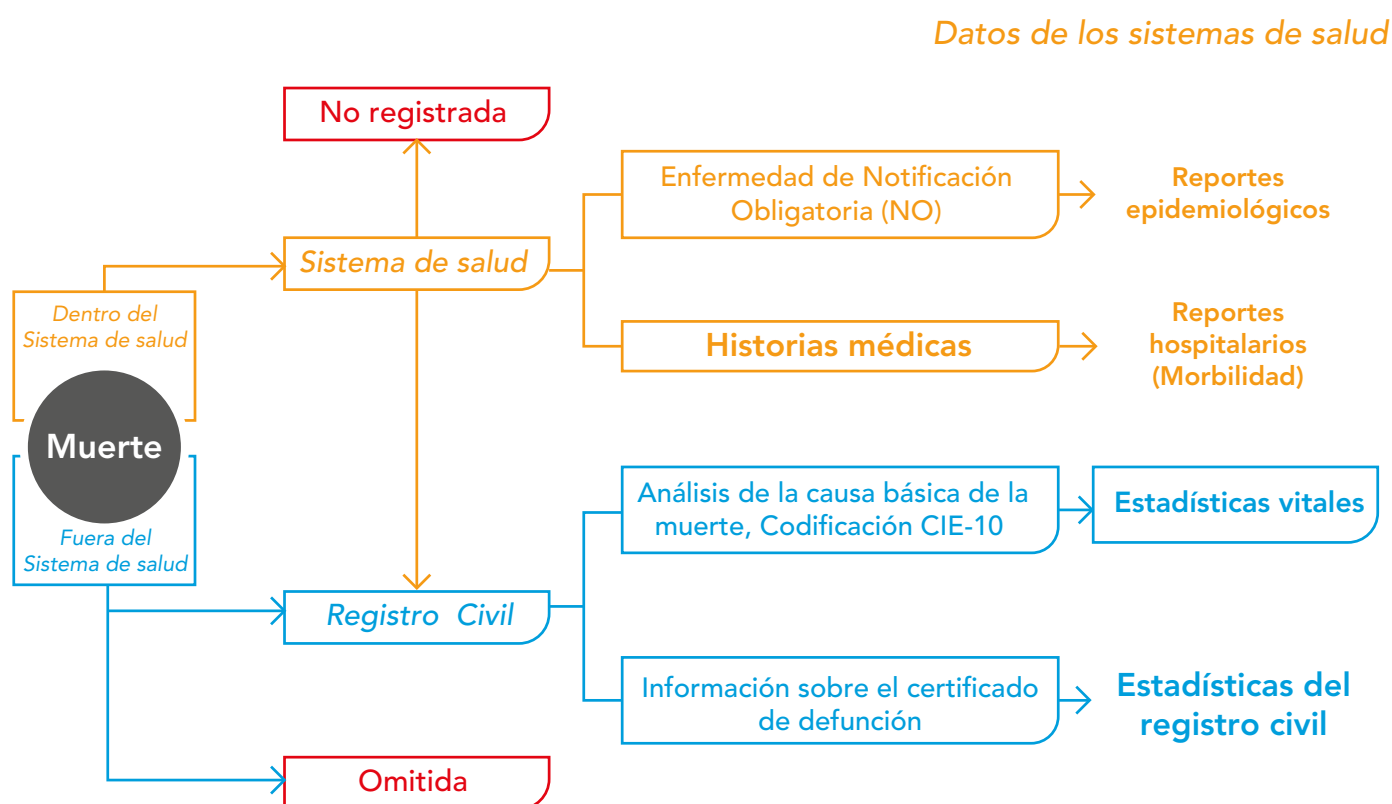 Datos de los sistemas de salud
No registrada
Enfermedad de Notificación
Obligatoria (NO)
Reportes
epidemiológicos
Sistema de salud
Dentro del
Sistema de salud
Historias médicas
Reportes
hospitalarios
(Morbilidad)
Muerte
Análisis de la causa básica de la
muerte, Codificación CIE-10
Estadísticas vitales
Fuera del
Sistema de salud
Registro Civil
Información sobre el certificado
de defunción
Estadísticas del
registro civil
Omitida